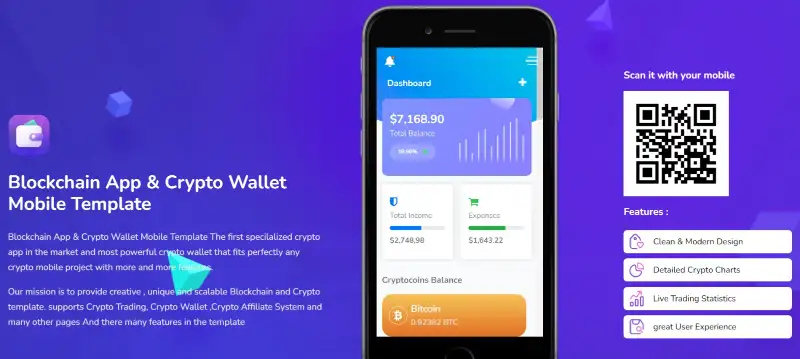 Blockchain App & Crypto Wallet
Mobile Template
Blockchain App & Crypto Wallet Mobile Template The first specilalized crypto
app in the market and most powerful crypto wallet that fits perfectly any
crypto mobile project with more and more features.
Our mission is to provide creative , unique and scalable Blockchain and Crypto
template. supports Crypto Trading, Crypto Wallet ,Crypto Affiliate System and
many other pages And there many features in the template
Dashboard
$7,168.90
Total Balance
Total Income
$2,748,90
Expenses
$1,643.22
Cryptocoins Balance
Bitcoin
0.92382 BTC
Scan it with your mobile
Features :
Clean & Modern Design
Detailed Crypto Charts
Live Trading Statistics
great User Experience